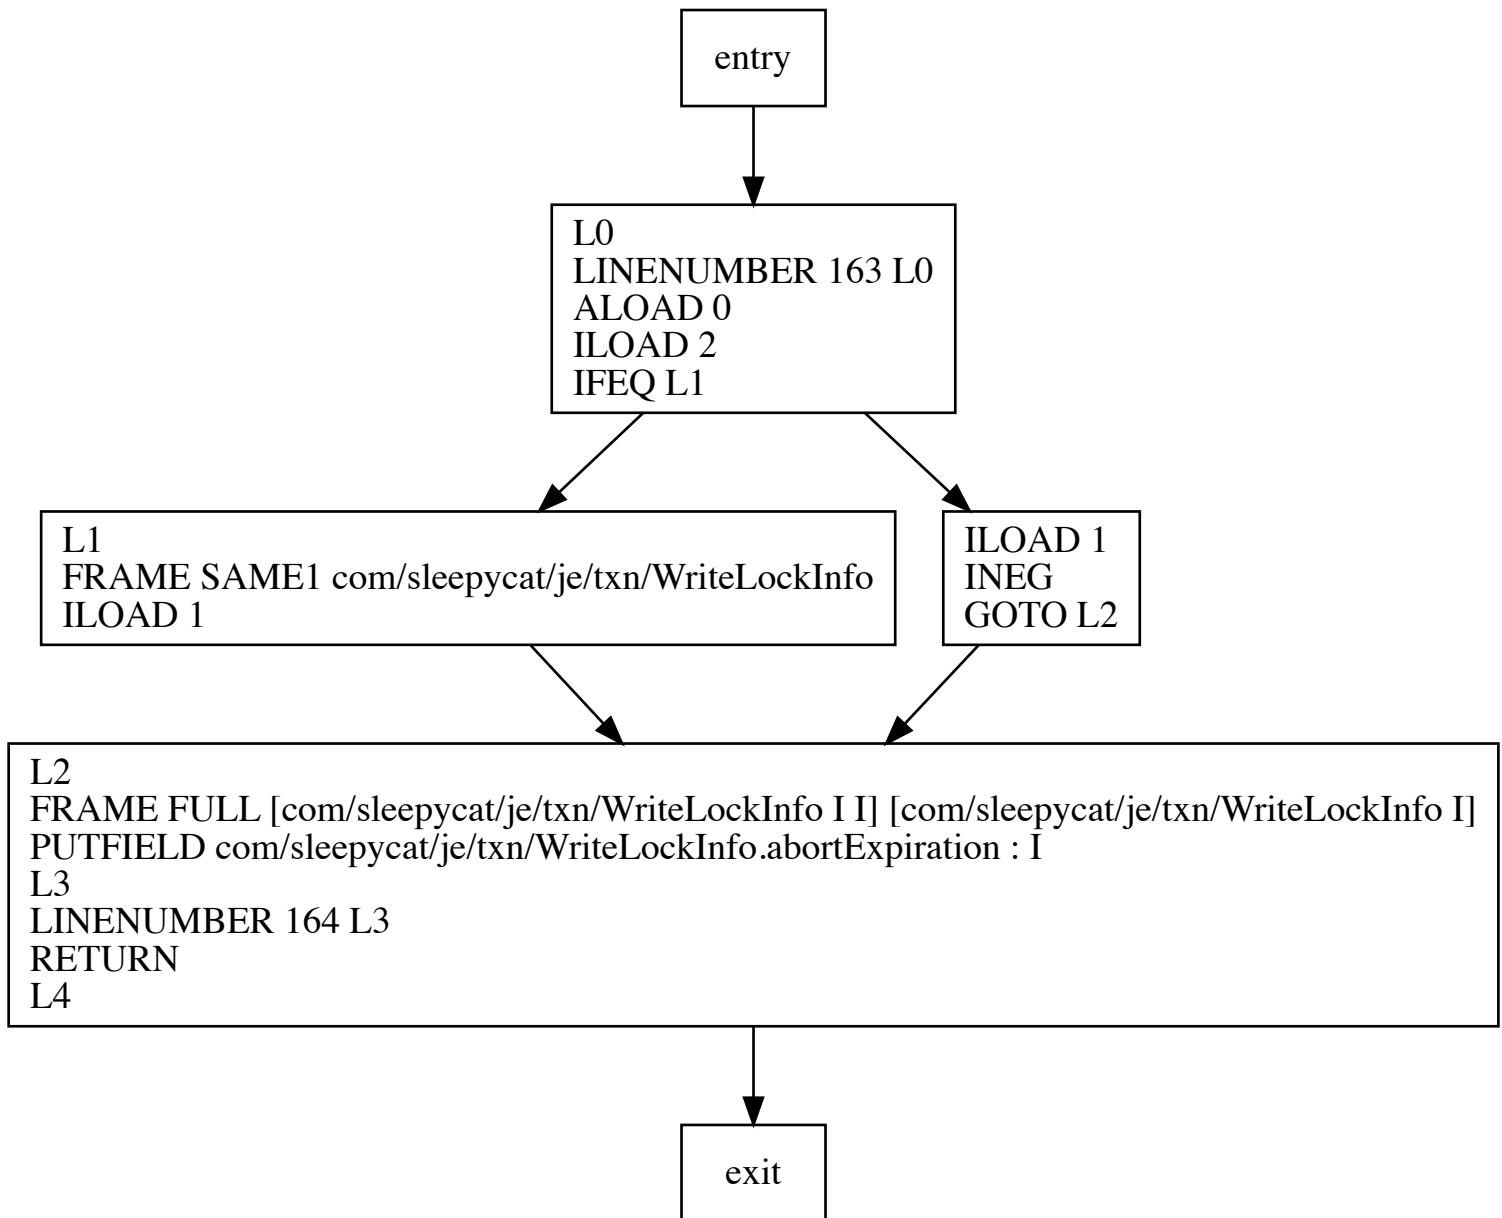 entry
L0
LINENUMBER 163 L0
ALOAD 0
ILOAD 2
IFEQ L1
L1
FRAME SAME1 com/sleepycat/je/txn/WriteLockInfo
ILOAD 1
ILOAD 1
INEG
GOTO L2
L2
FRAME FULL [com/sleepycat/je/txn/WriteLockInfo I I] [com/sleepycat/je/txn/WriteLockInfo I]
PUTFIELD com/sleepycat/je/txn/WriteLockInfo.abortExpiration : I
L3
LINENUMBER 164 L3
RETURN
L4
exit